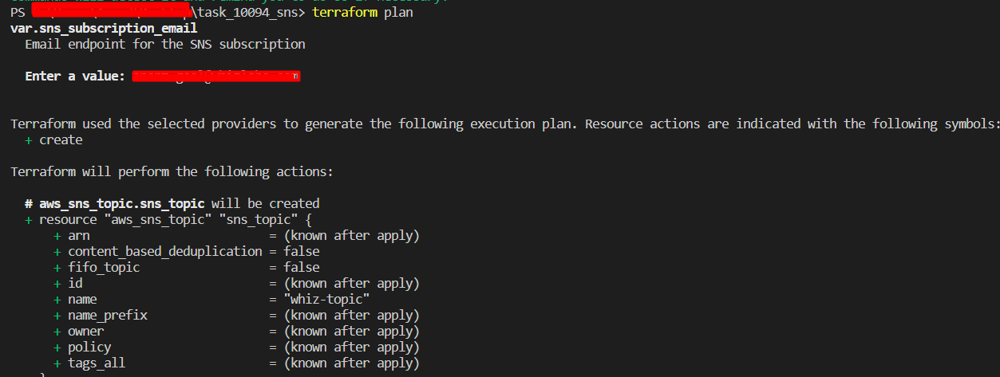 PS \task_10094_sns> terraform plan
var.sns_subscription_email
Email endpoint for the SNS subscription
Enter a value:
Terraform used the selected providers to generate the following execution plan. Resource actions are indicated with the following symbols:
+ create
Terraform will perform the following actions:
# aws_sns_topic.sns_topic will be created
+ resource "aws_sns_topic" "sns_topic" {
+ arn = (known after apply)
+ content_based_deduplication = false
+ fifo_topic = false
+ id = (known after apply)
+ name = "whiz-topic"
+ name_prefix = (known after apply)
+ owner = (known after apply)
+ policy = (known after apply)
+ tags_all = (known after apply)